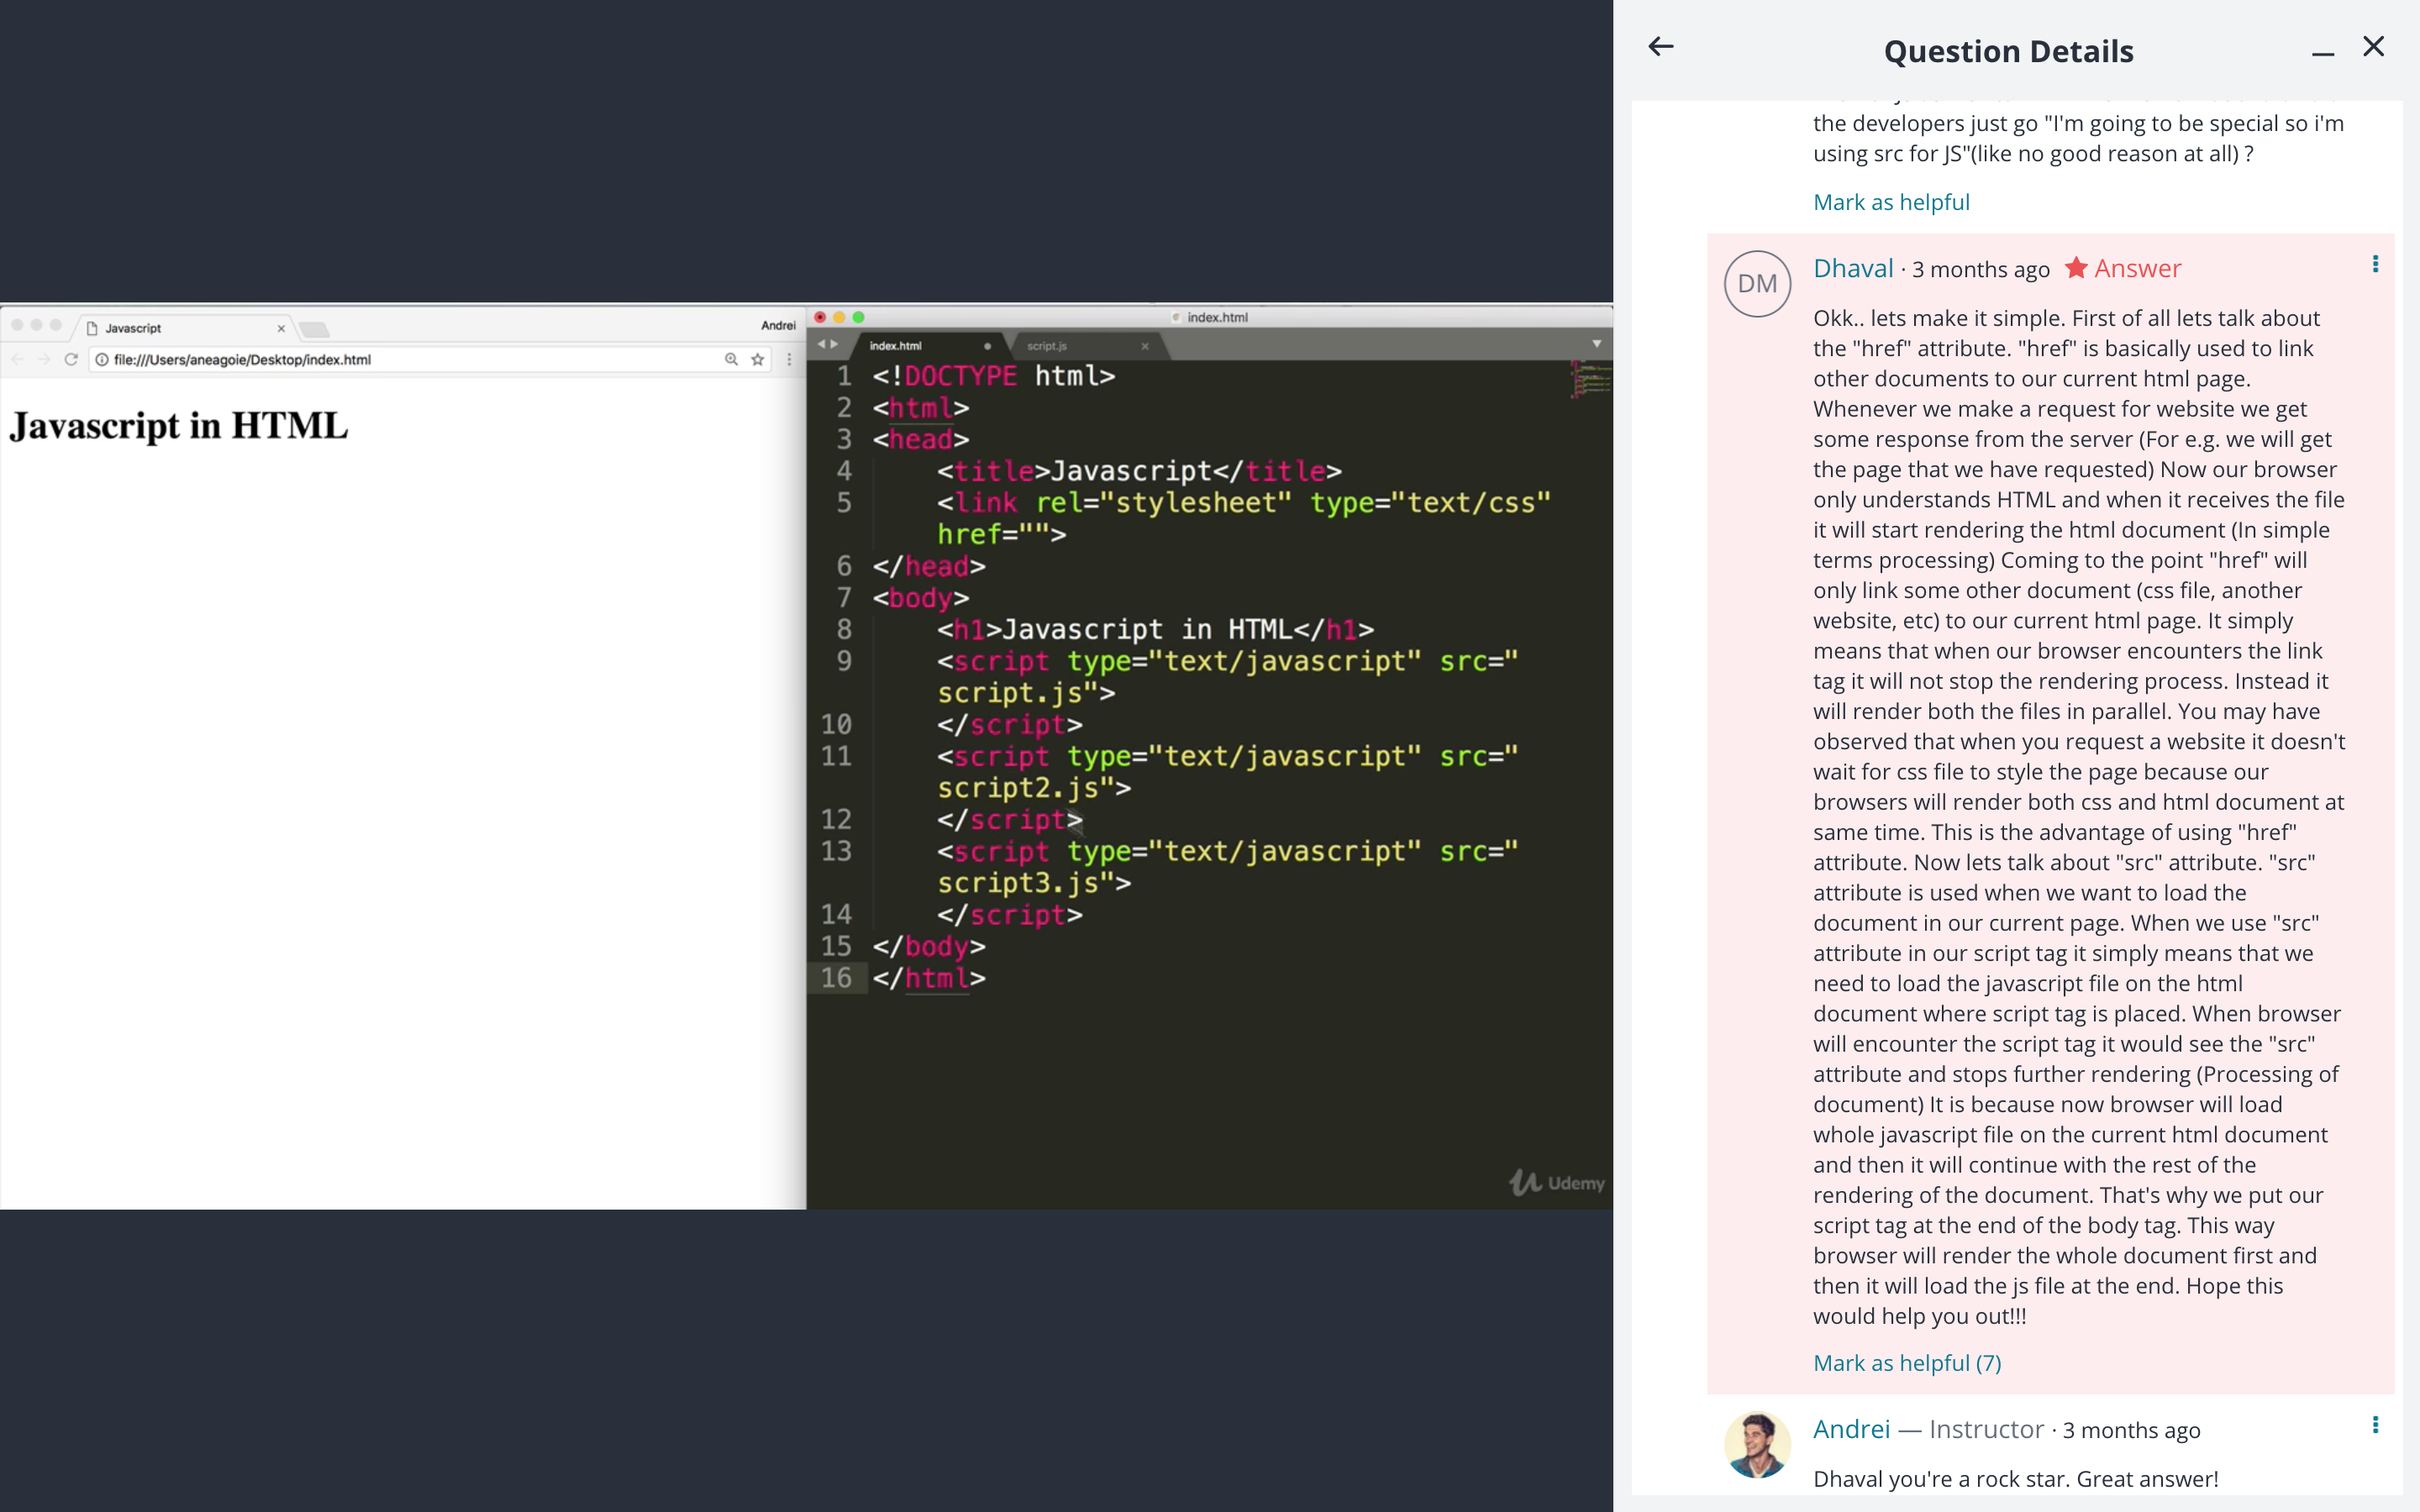 Javascript
Andrei
file:///Users/aneagoie/Desktop/index.html
Javascript in HTML
index.html
index.html
script.js
1 <!DOCTYPE html>
2 <html>
3 <head>
4 <title>Javascript</title>
5 <link rel="stylesheet" type="text/css"
href="">
6 </head>
7 <body>
8 <h1>Javascript in HTML</h1>
9 <script type="text/javascript" src="
script.js">
10 </script>
11 <script type="text/javascript" src="
script2.js">
12 </script>
13 <script type="text/javascript" src="
script3.js">
14 </script>
15 </body>
16 </html>
Udemy
Question Details
the developers just go "I'm going to be special so i'm
using src for JS"(like no good reason at all) ?
Mark as helpful
DM
Dhaval · 3 months ago ★ Answer
Okk.. lets make it simple. First of all lets talk about
the "href" attribute. "href" is basically used to link
other documents to our current html page.
Whenever we make a request for website we get
some response from the server (For e.g. we will get
the page that we have requested) Now our browser
only understands HTML and when it receives the file
it will start rendering the html document (In simple
terms processing) Coming to the point "href" will
only link some other document (css file, another
website, etc) to our current html page. It simply
means that when our browser encounters the link
tag it will not stop the rendering process. Instead it
will render both the files in parallel. You may have
observed that when you request a website it doesn't
wait for css file to style the page because our
browsers will render both css and html document at
same time. This is the advantage of using "href"
attribute. Now lets talk about "src" attribute. "src"
attribute is used when we want to load the
document in our current page. When we use "src"
attribute in our script tag it simply means that we
need to load the javascript file on the html
document where script tag is placed. When browser
will encounter the script tag it would see the "src"
attribute and stops further rendering (Processing of
document) It is because now browser will load
whole javascript file on the current html document
and then it will continue with the rest of the
rendering of the document. That's why we put our
script tag at the end of the body tag. This way
browser will render the whole document first and
then it will load the js file at the end. Hope this
would help you out!!!
Mark as helpful (7)
Andrei — Instructor · 3 months ago
Dhaval you're a rock star. Great answer!